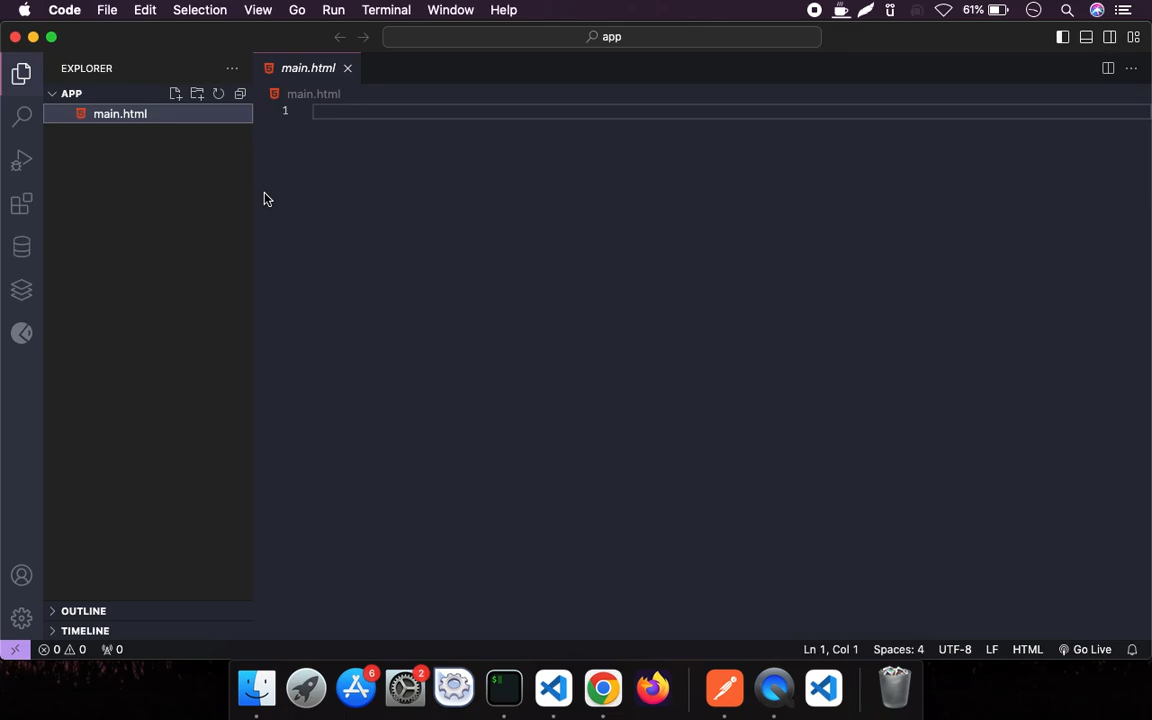 Code File Edit Selection View Go Run Terminal Window Help 61%
app
EXPLORER
main.html
APP
main.html
main.html
1
OUTLINE
TIMELINE
0 0 0
Ln 1, Col 1 Spaces: 4 UTF-8 LF HTML Go Live
6
2
$